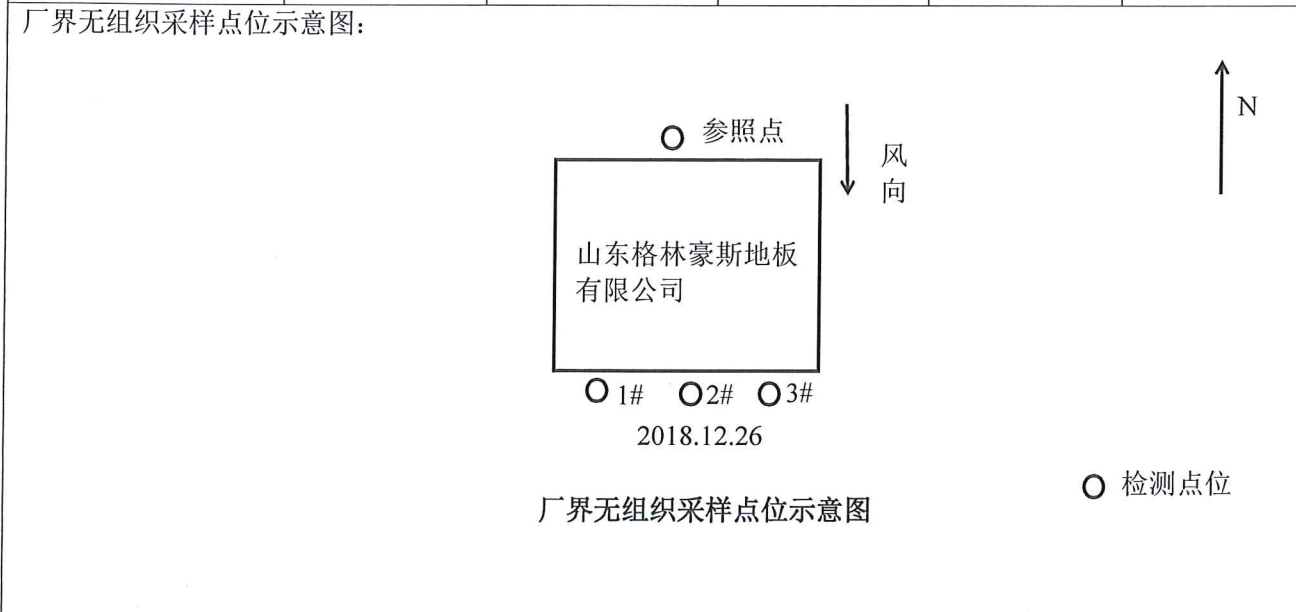 厂界无组织采样点位示意图：
N
参照点
风
向
山东格林豪斯地板
有限公司
1# 2# 3#
2018.12.26
检测点位
厂界无组织采样点位示意图